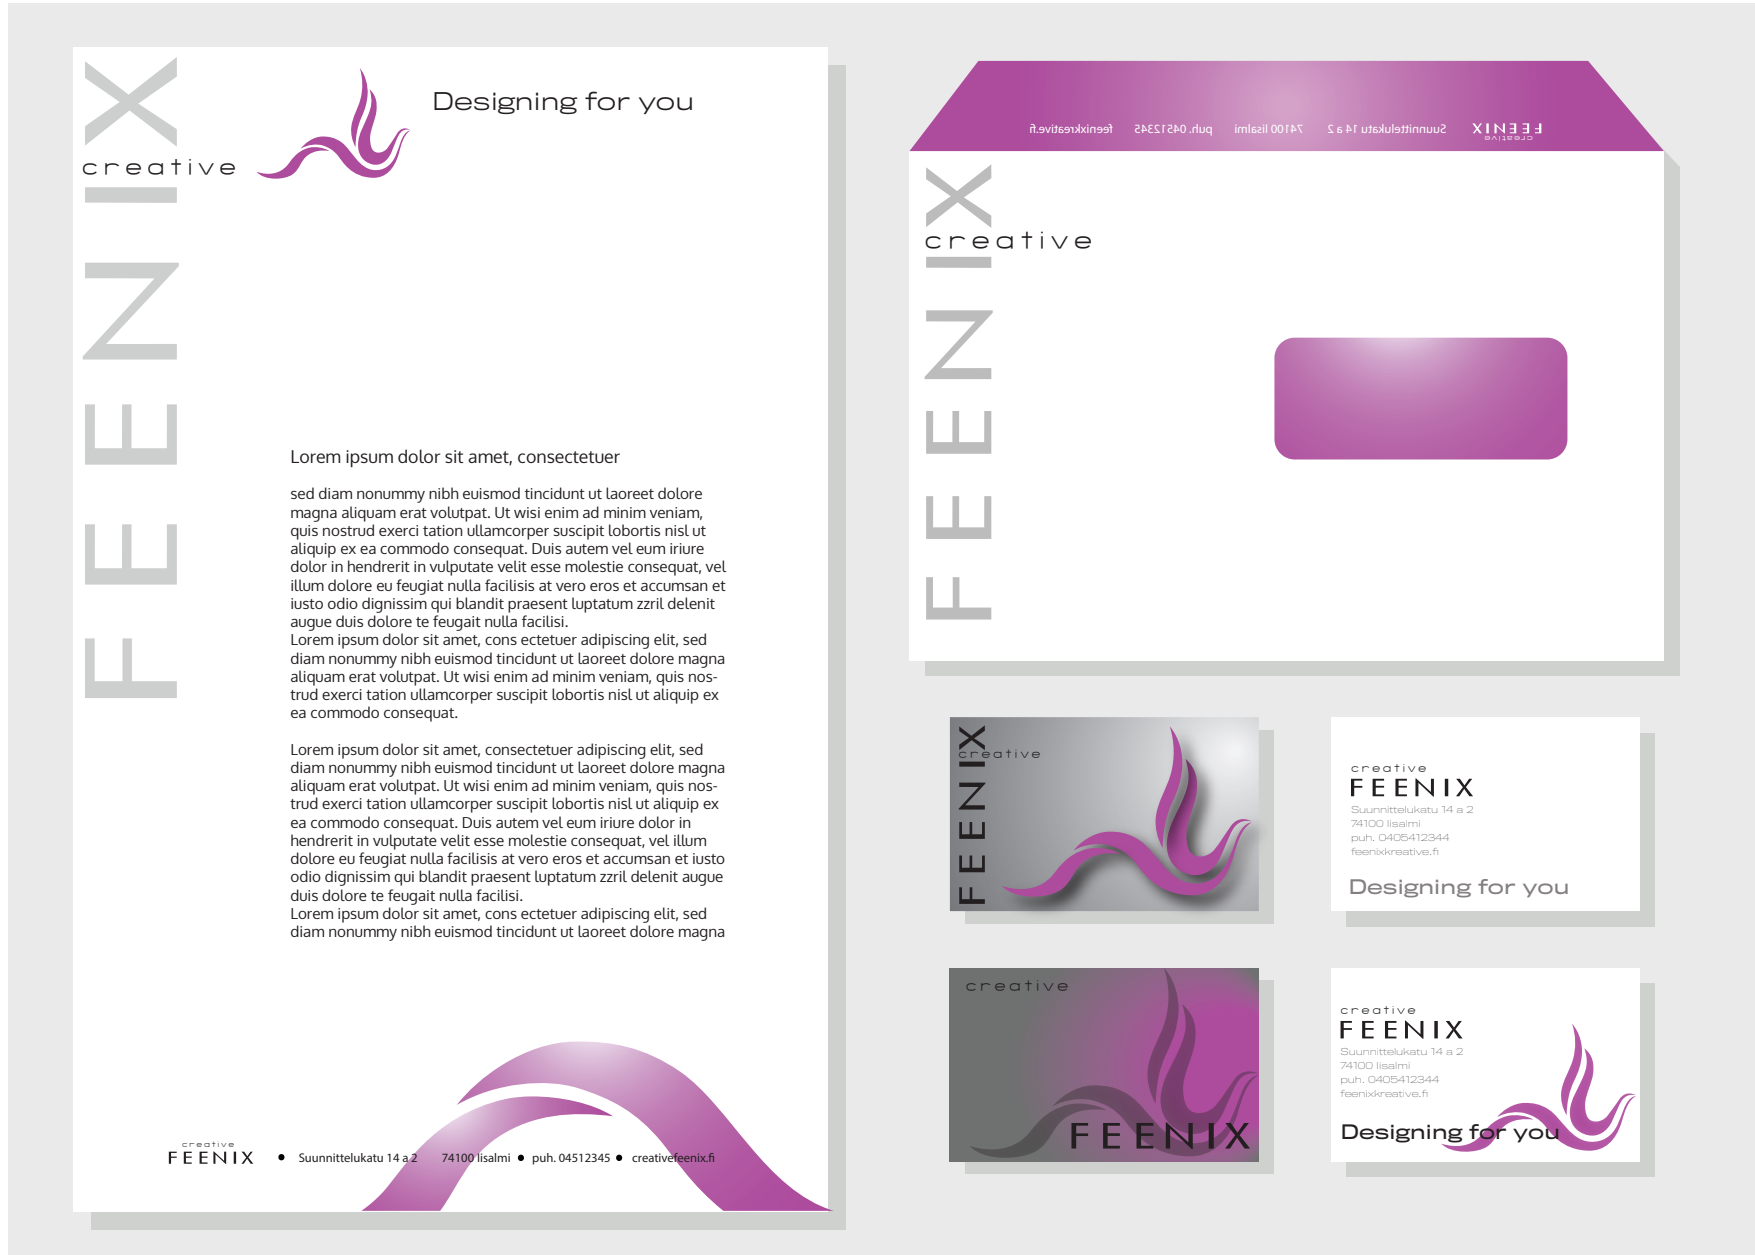 FEENIX
creative
Designing for you
Lorem ipsum dolor sit amet, consectetuer
sed diam nonummy nibh euismod tincidunt ut laoreet dolore
magna aliquam erat volutpat. Ut wisi enim ad minim veniam,
quis nostrud exerci tation ullamcorper suscipit lobortis nisl ut
aliquip ex ea commodo consequat. Duis autem vel eum iriure
dolor in hendrerit in vulputate velit esse molestie consequat, vel
illum dolore eu feugiat nulla facilisis at vero eros et accumsan et
iusto odio dignissim qui blandit praesent luptatum zzril delenit
augue duis dolore te feugait nulla facilisi.
Lorem ipsum dolor sit amet, cons ectetuer adipiscing elit, sed
diam nonummy nibh euismod tincidunt ut laoreet dolore magna
aliquam erat volutpat. Ut wisi enim ad minim veniam, quis nos-
trud exerci tation ullamcorper suscipit lobortis nisl ut aliquip ex
ea commodo consequat.
Lorem ipsum dolor sit amet, consectetuer adipiscing elit, sed
diam nonummy nibh euismod tincidunt ut laoreet dolore magna
aliquam erat volutpat. Ut wisi enim ad minim veniam, quis nos-
trud exerci tation ullamcorper suscipit lobortis nisl ut aliquip ex
ea commodo consequat. Duis autem vel eum iriure dolor in
hendrerit in vulputate velit esse molestie consequat, vel illum
dolore eu feugiat nulla facilisis at vero eros et accumsan et iusto
odio dignissim qui blandit praesent luptatum zzril delenit augue
duis dolore te feugait nulla facilisi.
Lorem ipsum dolor sit amet, cons ectetuer adipiscing elit, sed
diam nonummy nibh euismod tincidunt ut laoreet dolore magna
creative
FEENIX • Suunnittelukatu 14 a 2 74100 Iisalmi • puh. 04512345 • creativefeenix.fi
creative
FEENIX Suunnittelukatu 14 a 2 74100 Iisalmi puh. 04512345 feenixkreative.fi
FEENIX
creative
FEENIX
creative
creative
FEENIX
Suunnittelukatu 14 a 2
74100 Iisalmi
puh. 0405412344
feenixkreative.fi
Designing for you
creative
FEENIX
creative
FEENIX
Suunnittelukatu 14 a 2
74100 Iisalmi
puh. 0405412344
feenixkreative.fi
Designing for you